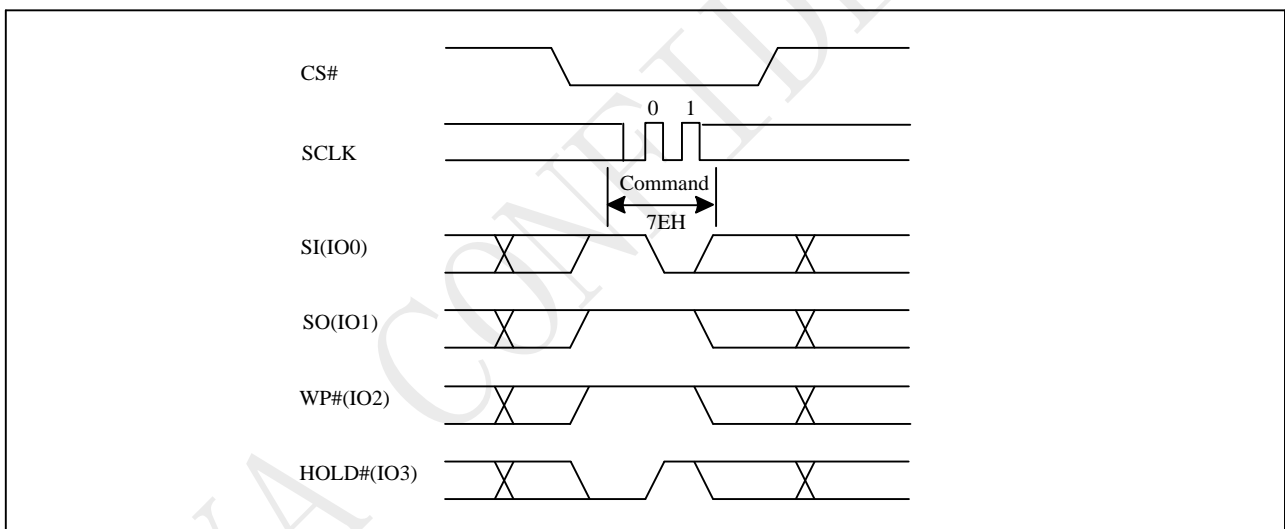 CS#
0 1
SCLK
Command
7EH
SI(IO0)
SO(IO1)
WP#(IO2)
HOLD#(IO3)